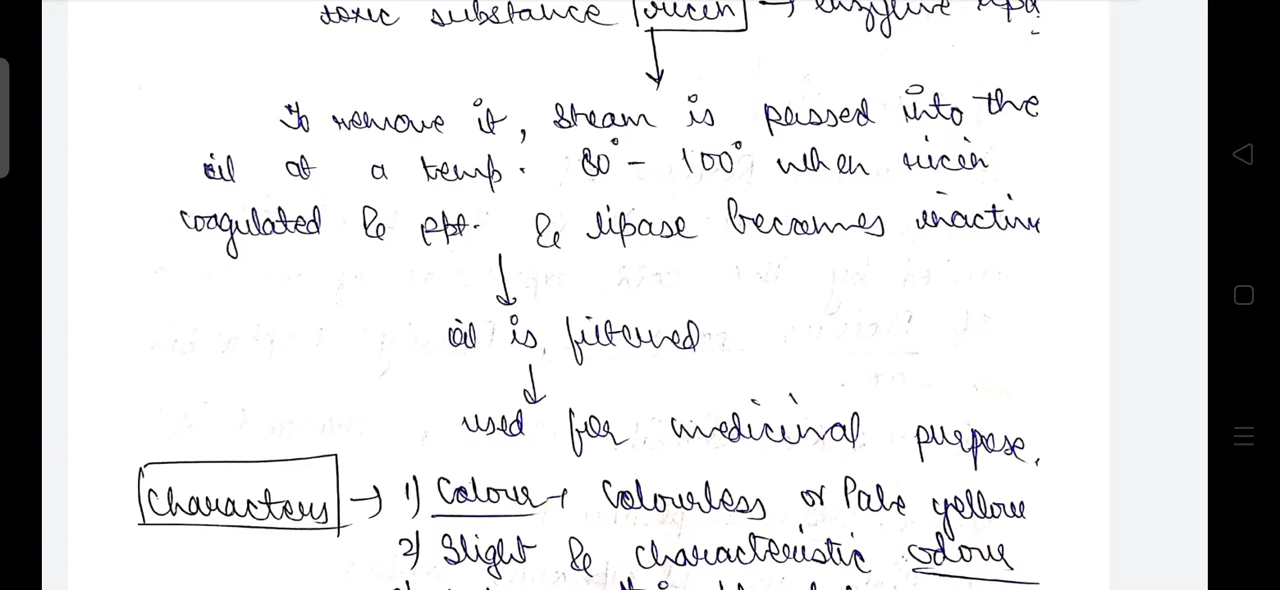 toxic substance ricin → enzyme lipa
To remove it, steam is passed into the
oil at a temp. 80° - 100° when ricin
coagulated & ppt. & lipase becomes inactive
oil is filtered
used for medicinal purpose.
Characters → 1) Colour → Colourless or Pale yellow
2) Slight & characteristic odour